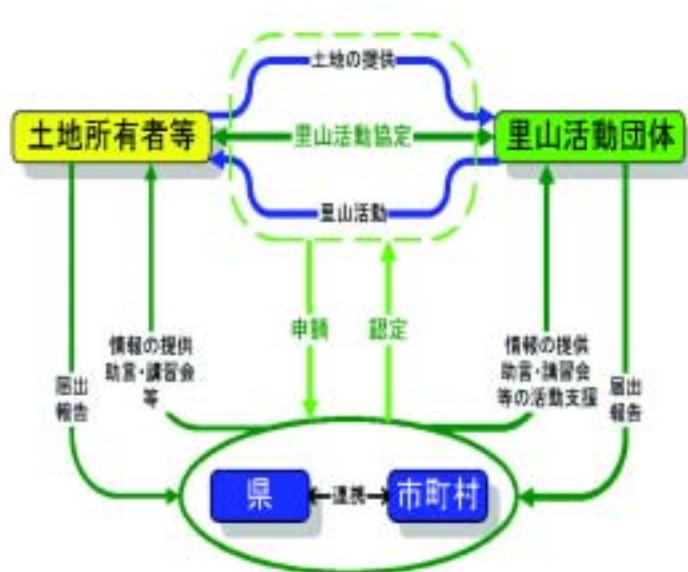 土地の提供
土地所有者等
里山活動協定
里山活動団体
里山活動
申請
認定
情報の提供
助言・講習会
等
情報の提供
助言・講習会
等の活動支援
届出
報告
届出
報告
県
連携
市町村